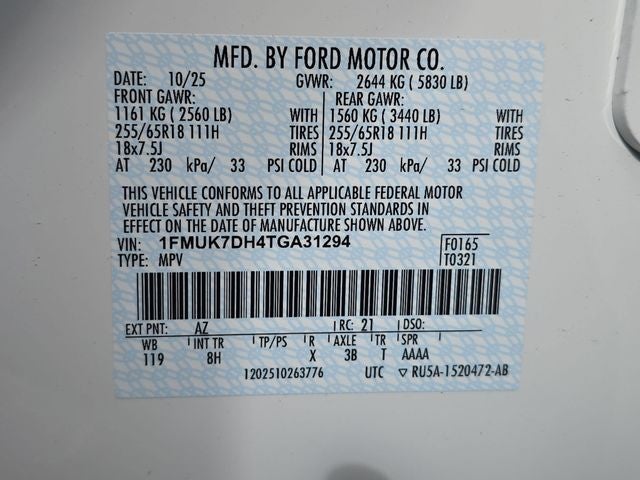 MFD. BY FORD MOTOR CO.
DATE: 10/25 GVWR: 2644 KG ( 5830 LB)
FRONT GAWR: REAR GAWR:
1161 KG ( 2560 LB) WITH 1560 KG ( 3440 LB) WITH
255/65R18 111H TIRES 255/65R18 111H TIRES
18x7.5J RIMS 18x7.5J RIMS
AT 230 kPa/ 33 PSI COLD AT 230 kPa/ 33 PSI COLD
THIS VEHICLE CONFORMS TO ALL APPLICABLE FEDERAL MOTOR
VEHICLE SAFETY AND THEFT PREVENTION STANDARDS IN
EFFECT ON THE DATE OF MANUFACTURE SHOWN ABOVE.
VIN: 1FMUK7DH4TGA31294 F0165
TYPE: MPV T0321
EXT PNT: AZ RC: 21 DSO:
WB INT TR TP/PS R AXLE TR SPR
119 8H X 3B T AAAA
1202510263776 UTC ▽ RU5A-1520472-AB